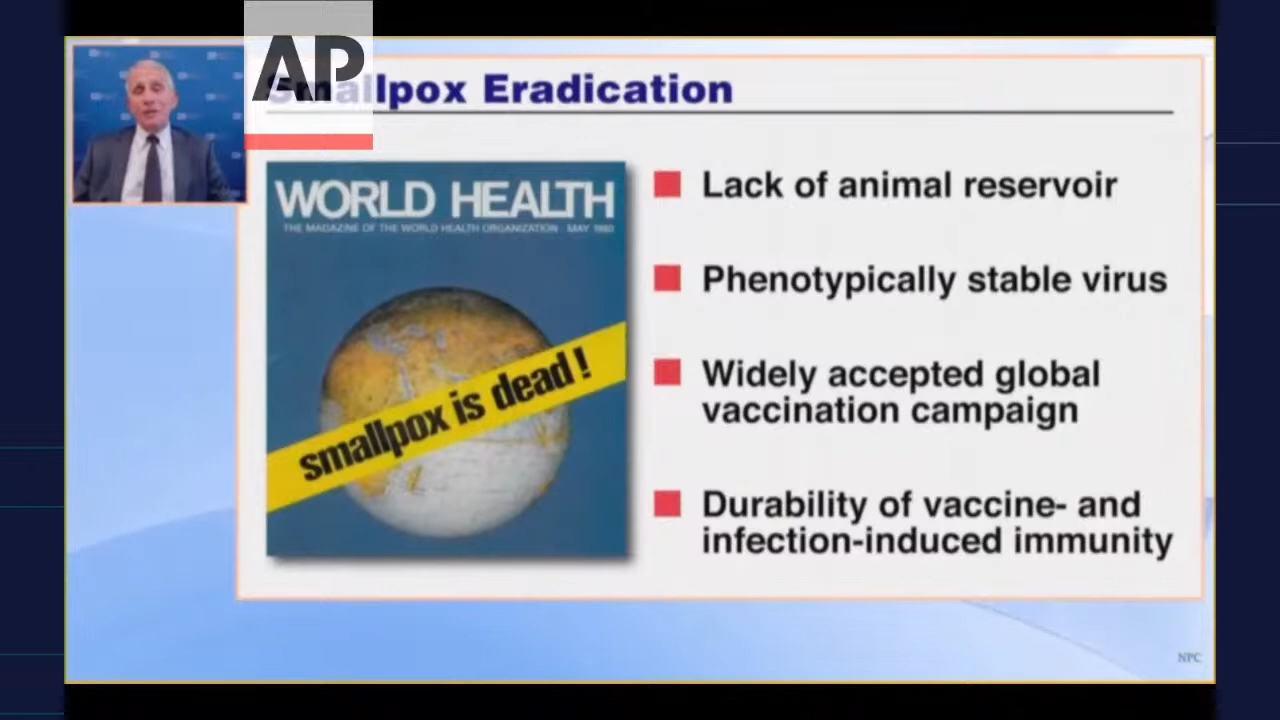 AP
Smallpox Eradication
WORLD HEALTH
THE MAGAZINE OF THE WORLD HEALTH ORGANIZATION MAY 1980
smallpox is dead!
Lack of animal reservoir
Phenotypically stable virus
Widely accepted global
vaccination campaign
Durability of vaccine- and
infection-induced immunity
NPC